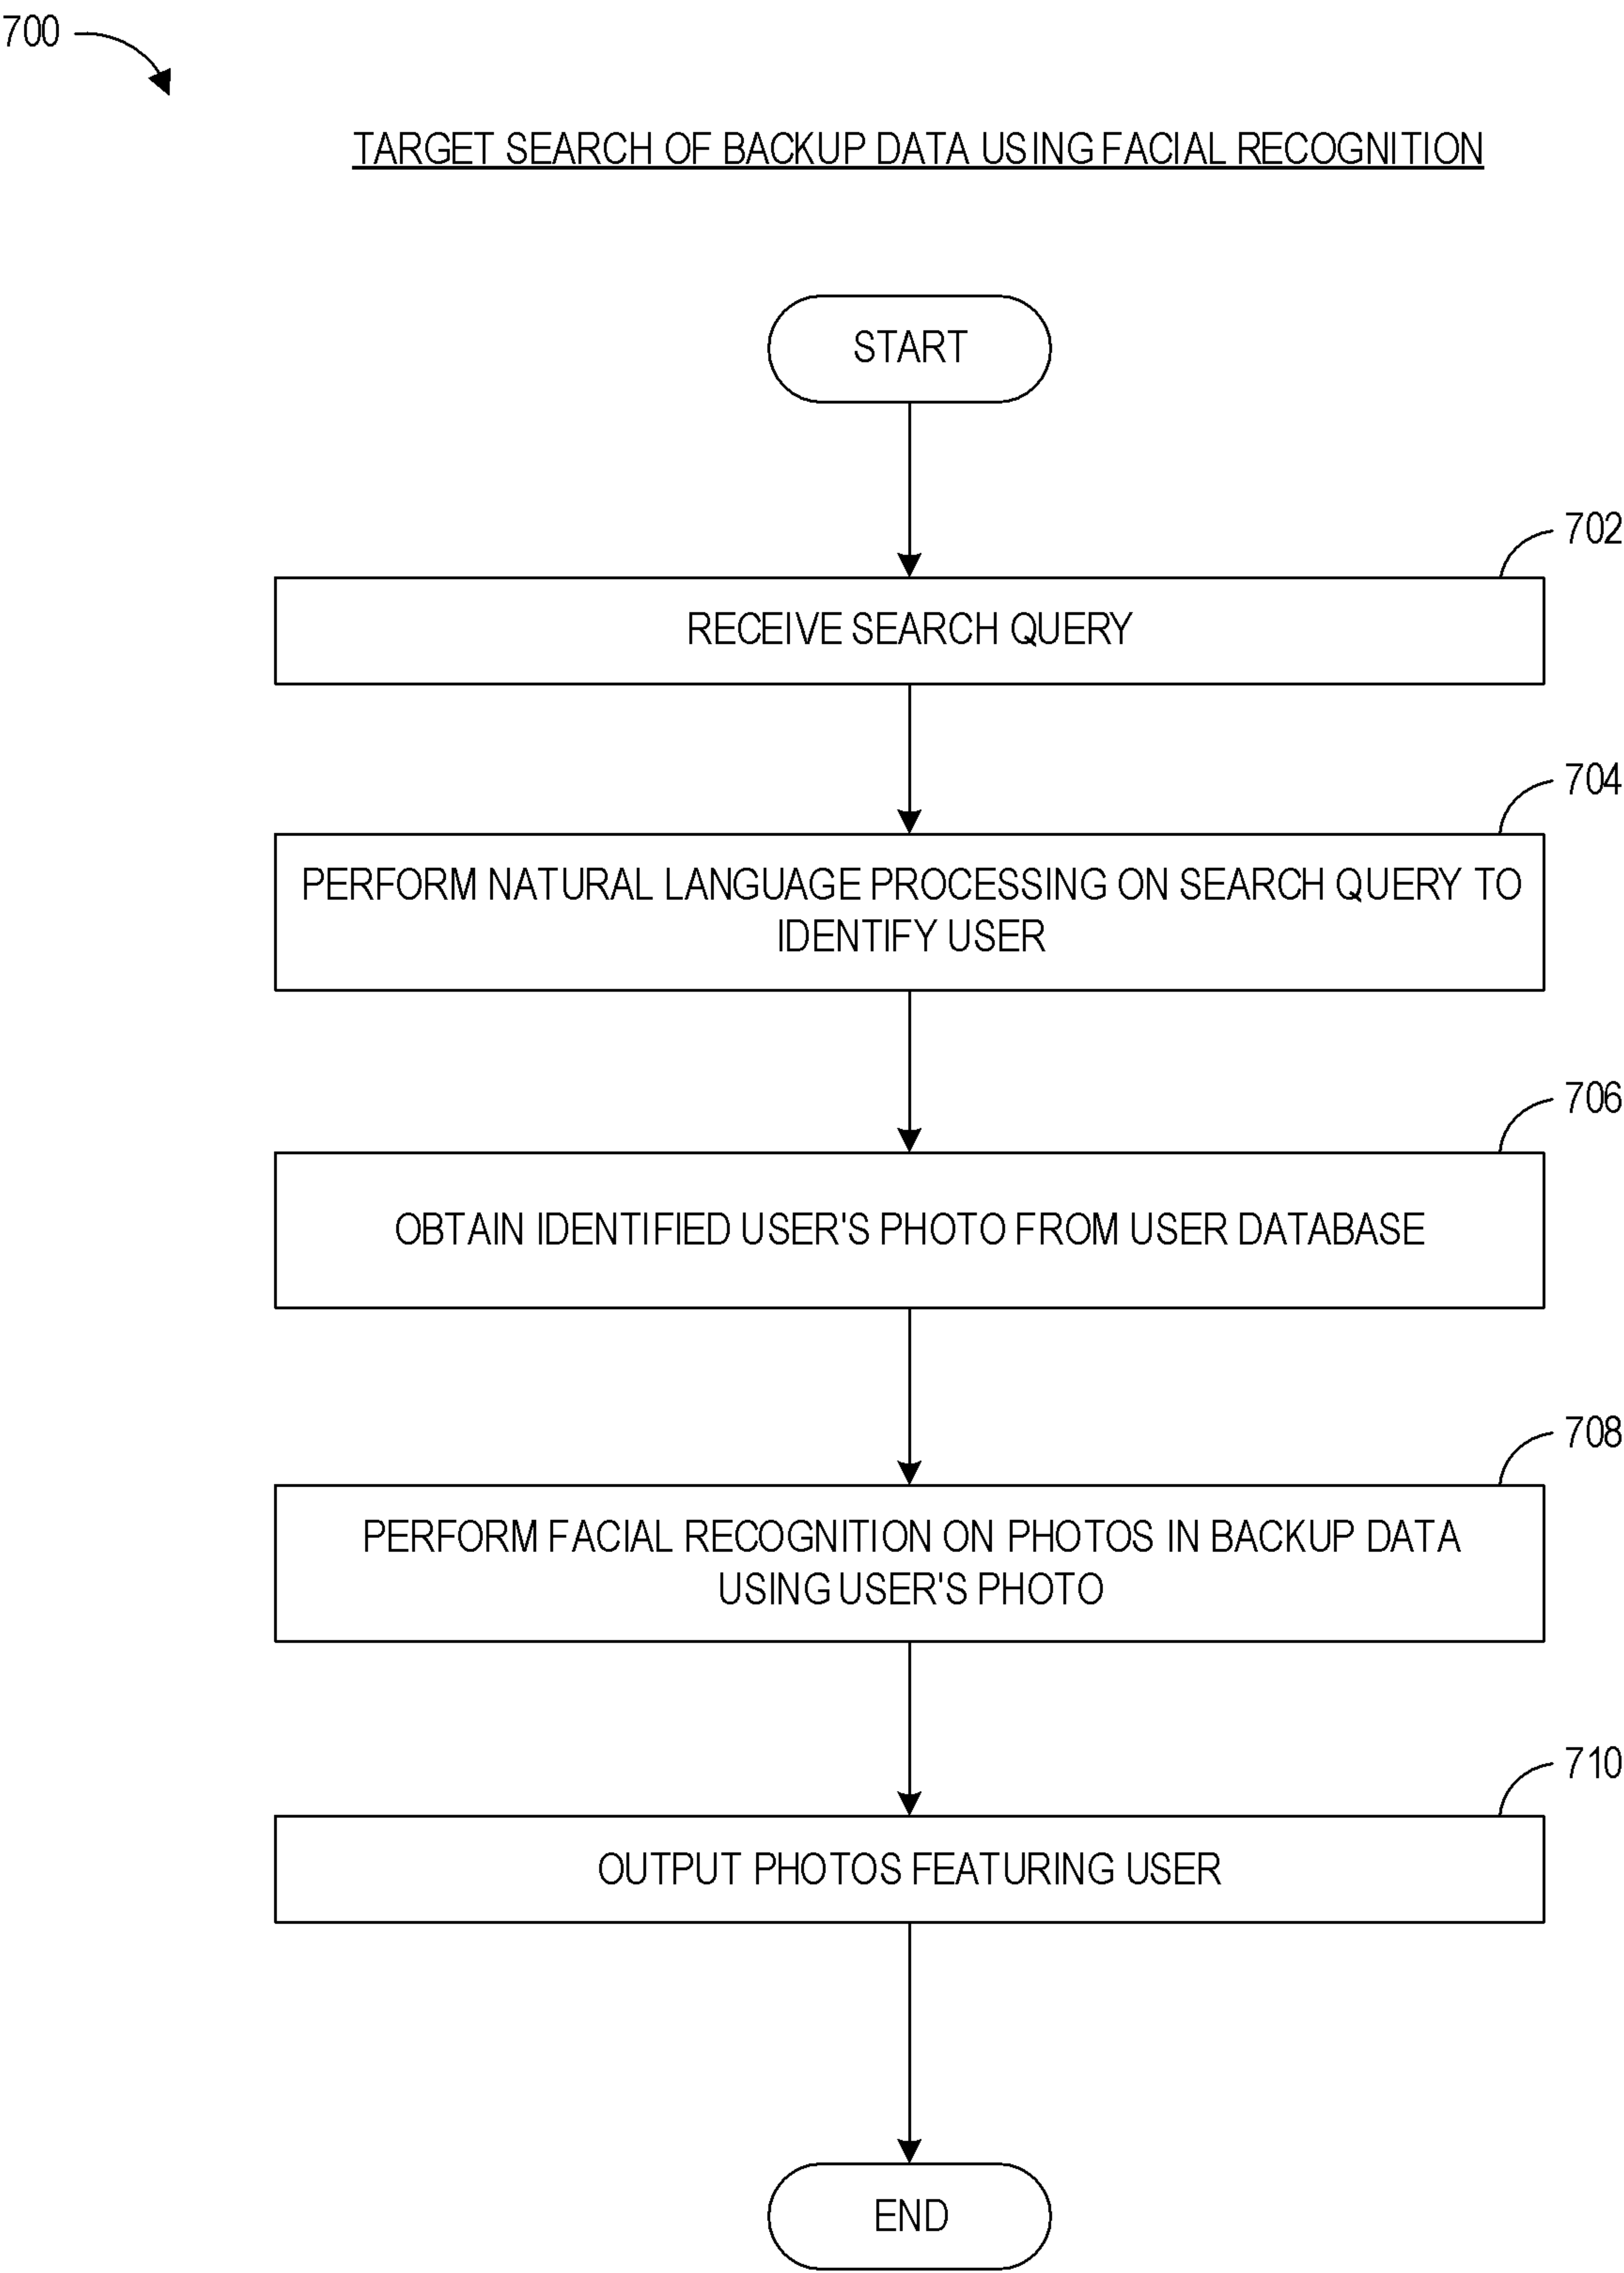 700
TARGET SEARCH OF BACKUP DATA USING FACIAL RECOGNITION
START
702
RECEIVE SEARCH QUERY
704
PERFORM NATURAL LANGUAGE PROCESSING ON SEARCH QUERY TO
IDENTIFY USER
706
OBTAIN IDENTIFIED USER'S PHOTO FROM USER DATABASE
708
PERFORM FACIAL RECOGNITION ON PHOTOS IN BACKUP DATA
USING USER'S PHOTO
710
OUTPUT PHOTOS FEATURING USER
END